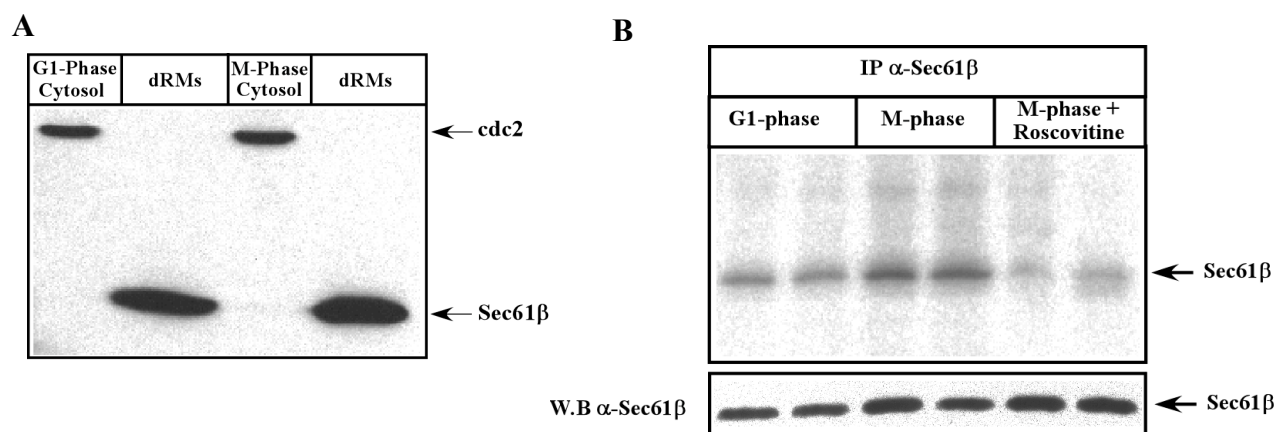 A
G1-Phase
Cytosol
dRMs
M-Phase
Cytosol
dRMs
cdc2
Sec61β
B
IP α-Sec61β
G1-phase
M-phase
M-phase +
Roscovitine
Sec61β
W.B α-Sec61β
Sec61β